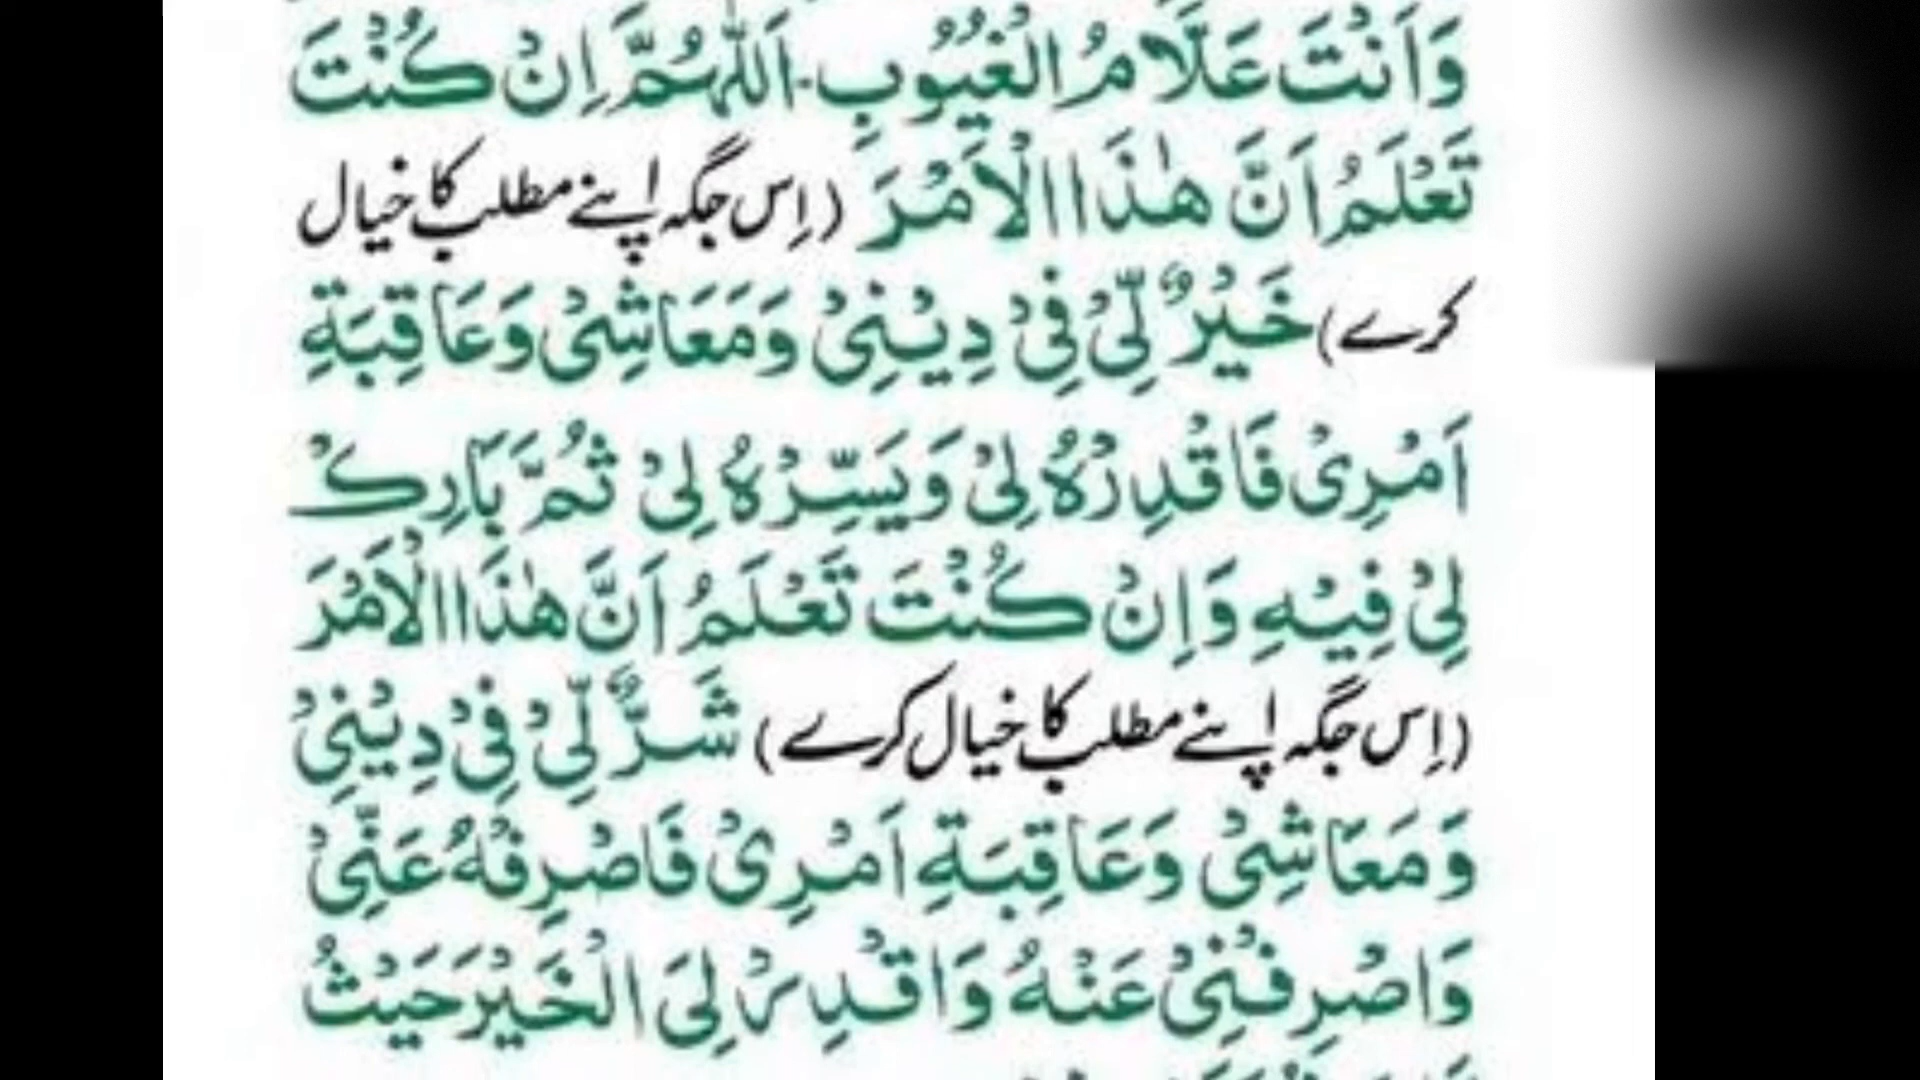 وَاَنْتَ عَلَّامُ الْغُيُوْبِ۔ اَللّٰهُمَّ اِنْ كُنْتَ
تَعْلَمُ اَنَّ هٰذَا الْاَمْرَ (اِس جگہ اپنے مطلب کا خیال
کرے) خَيْرٌ لِّيْ فِيْ دِيْنِيْ وَمَعَاشِيْ وَعَاقِبَةِ
اَمْرِيْ فَاقْدِرْهُ لِيْ وَيَسِّرْهُ لِيْ ثُمَّ بَارِكْ
لِيْ فِيْهِ وَاِنْ كُنْتَ تَعْلَمُ اَنَّ هٰذَا الْاَمْرَ
(اِس جگہ اپنے مطلب کا خیال کرے) شَرٌّ لِّيْ فِيْ دِيْنِيْ
وَمَعَاشِيْ وَعَاقِبَةِ اَمْرِيْ فَاصْرِفْهُ عَنِّيْ
وَاصْرِفْنِيْ عَنْهُ وَاقْدِرْ لِيَ الْخَيْرَ حَيْثُ